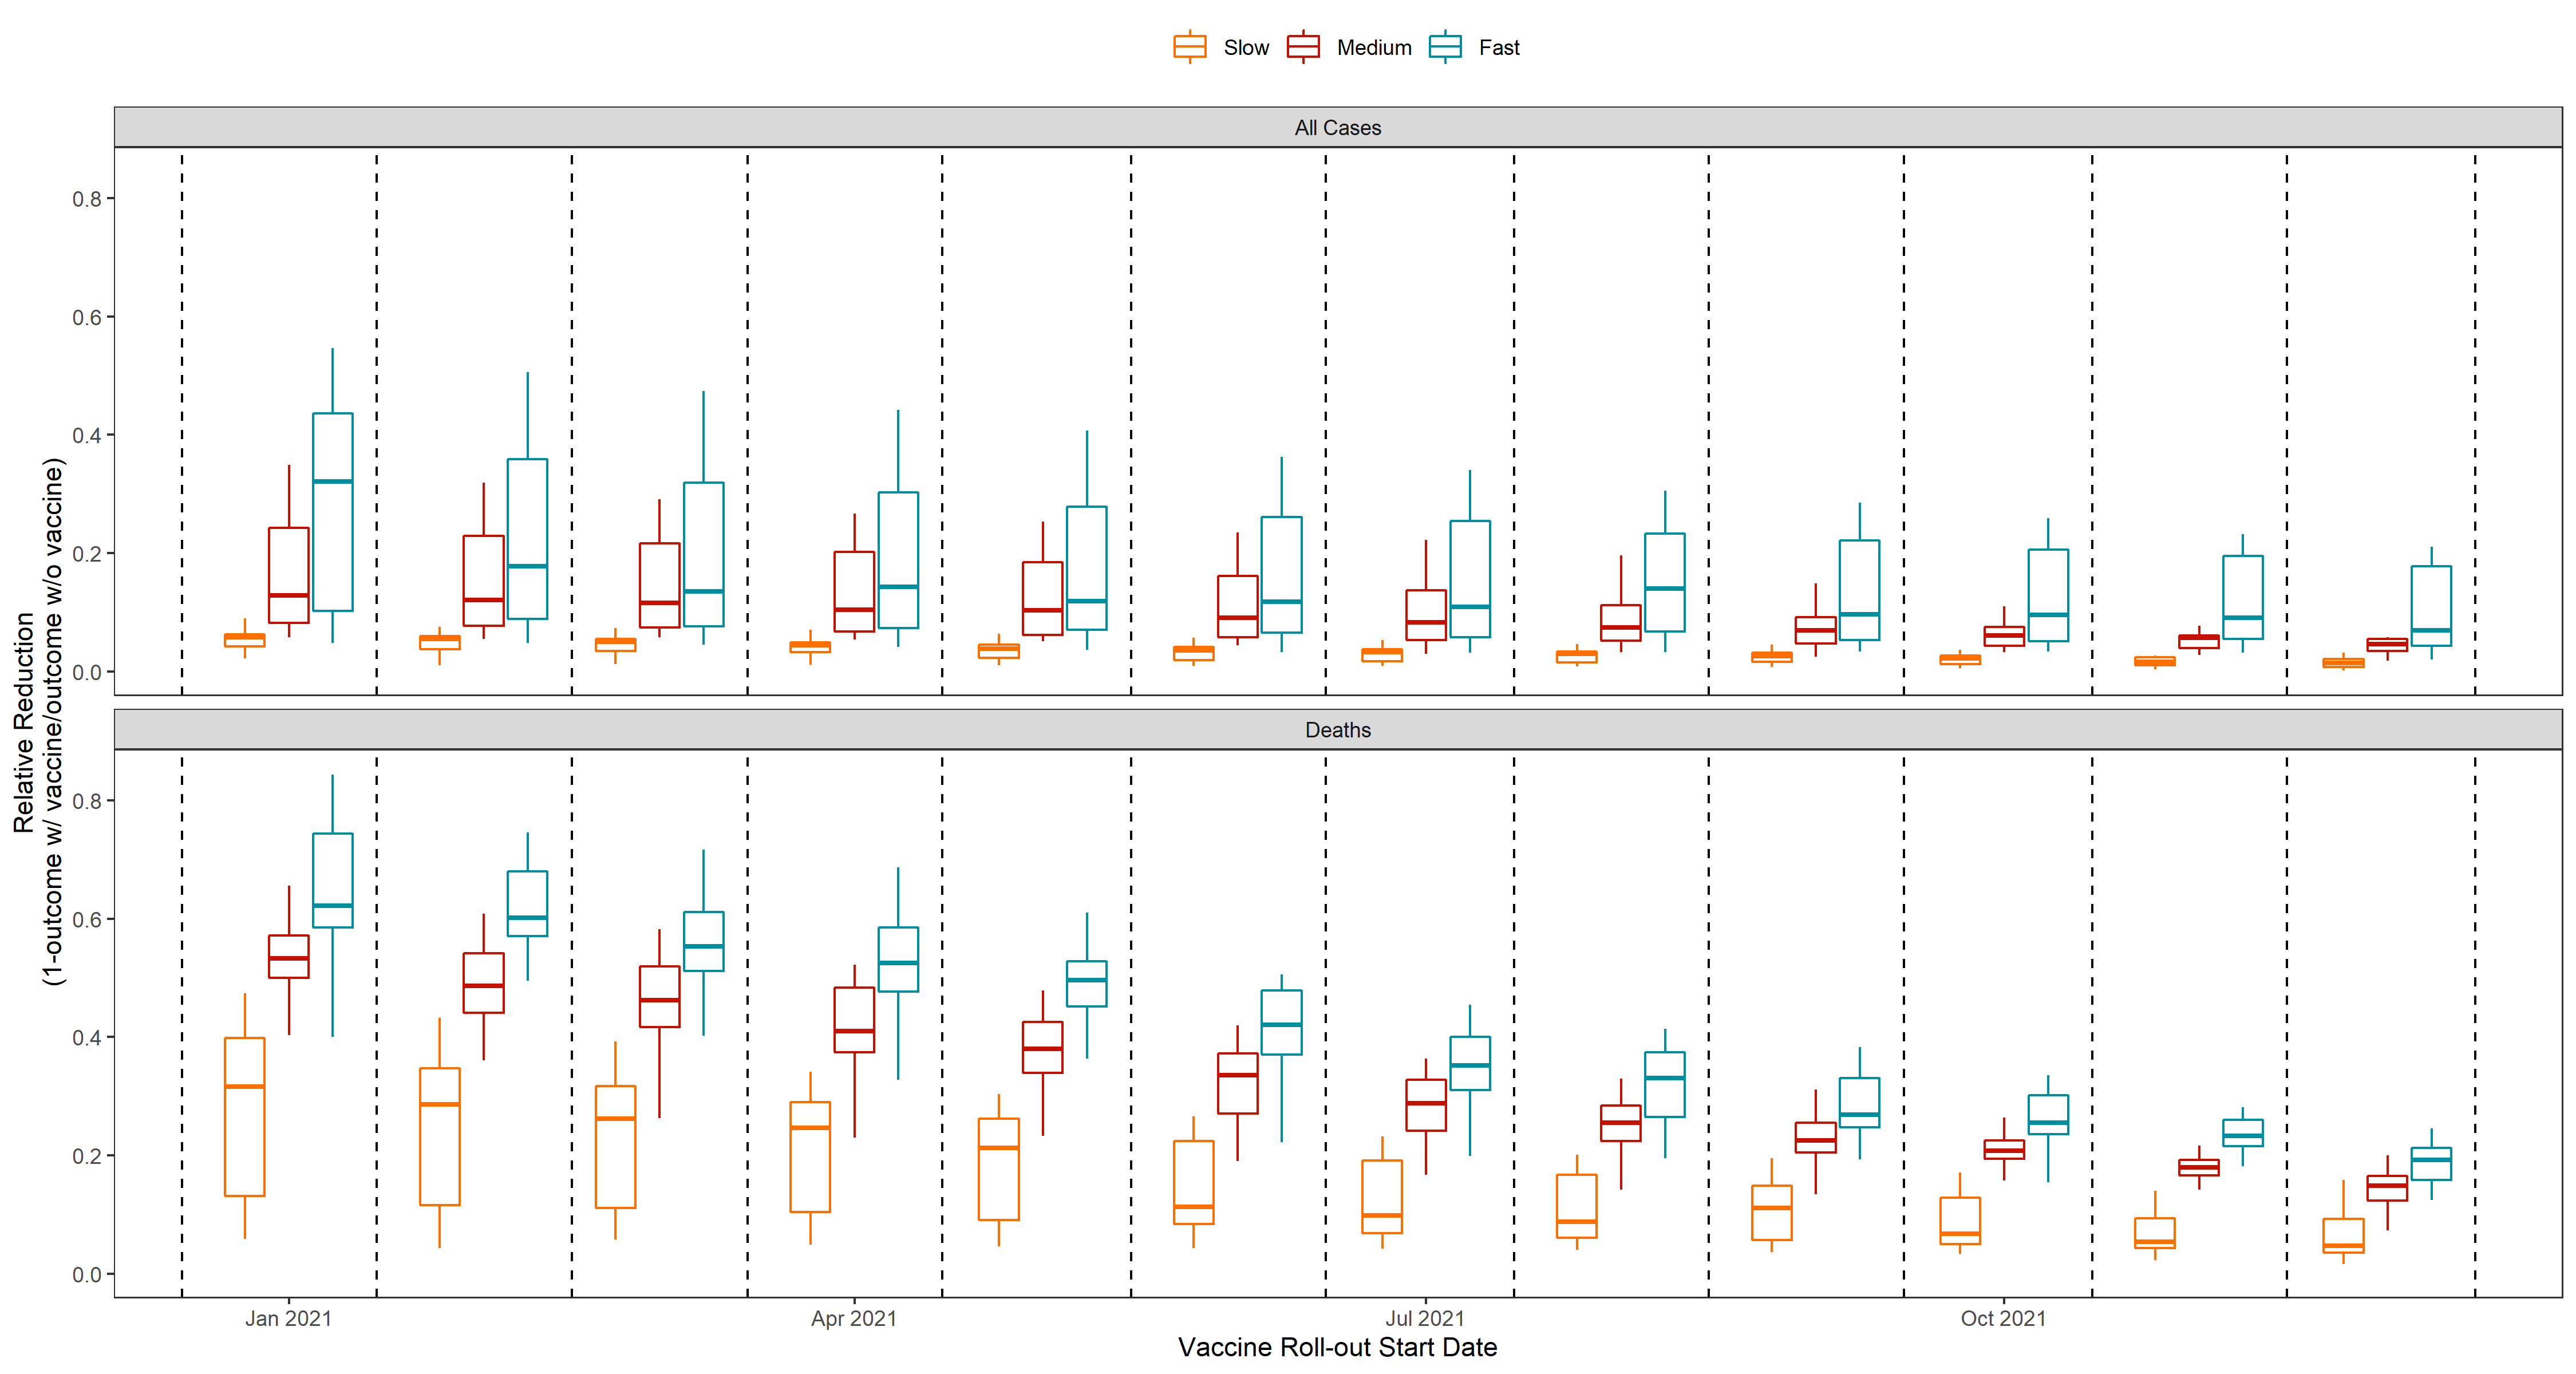 Slow Medium Fast
All Cases
0.8
0.6
0.4
0.2
0.0
Relative Reduction
(1-outcome w/ vaccine/outcome w/o vaccine)
Deaths
0.8
0.6
0.4
0.2
0.0
Jan 2021 Apr 2021 Jul 2021 Oct 2021
Vaccine Roll-out Start Date